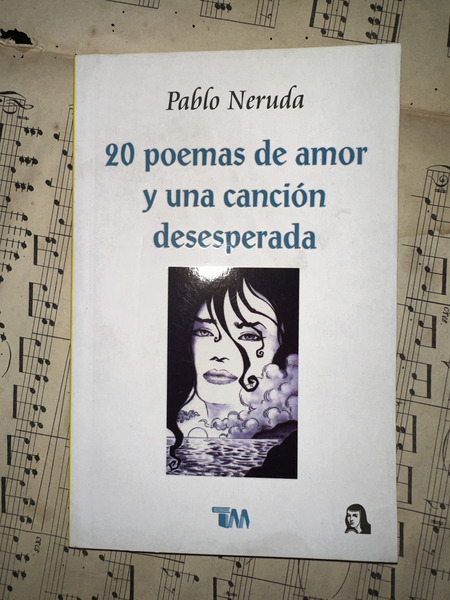 Pablo Neruda
20 poemas de amor
y una canción
desesperada
TM